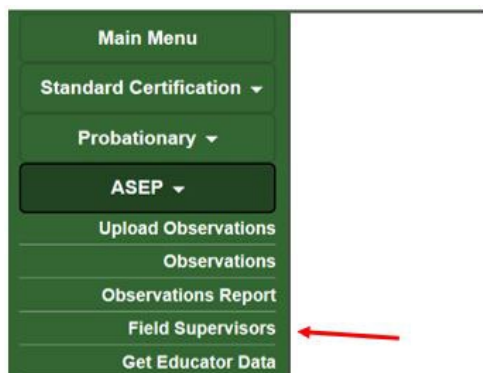 Main Menu
Standard Certification
Probationary
ASEP
Upload Observations
Observations
Observations Report
Field Supervisors
Get Educator Data